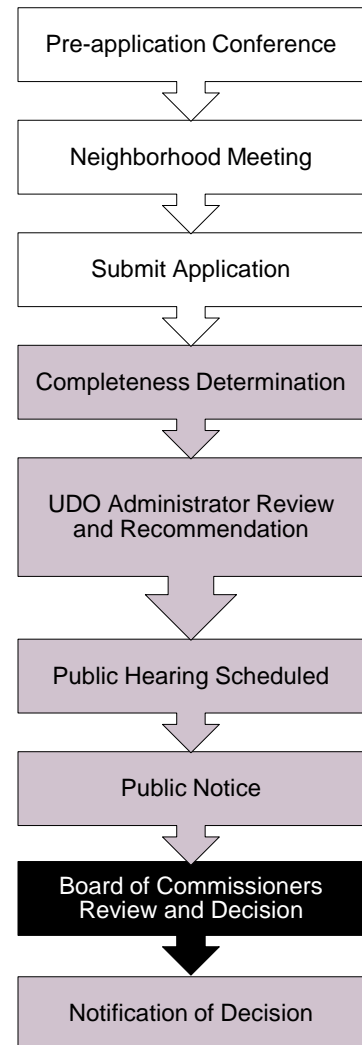 Pre-application Conference
Neighborhood Meeting
Submit Application
Completeness Determination
UDO Administrator Review
and Recommendation
Public Hearing Scheduled
Public Notice
Board of Commissioners
Review and Decision
Notification of Decision